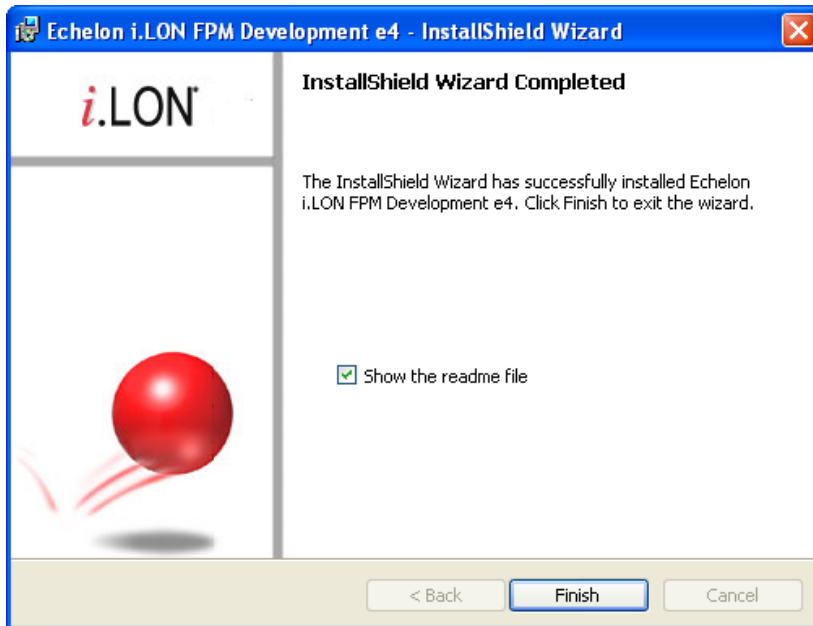 Echelon i.LON FPM Development e4 - InstallShield Wizard
i.LON
InstallShield Wizard Completed
The InstallShield Wizard has successfully installed Echelon
i.LON FPM Development e4. Click Finish to exit the wizard.
Show the readme file
< Back Finish Cancel